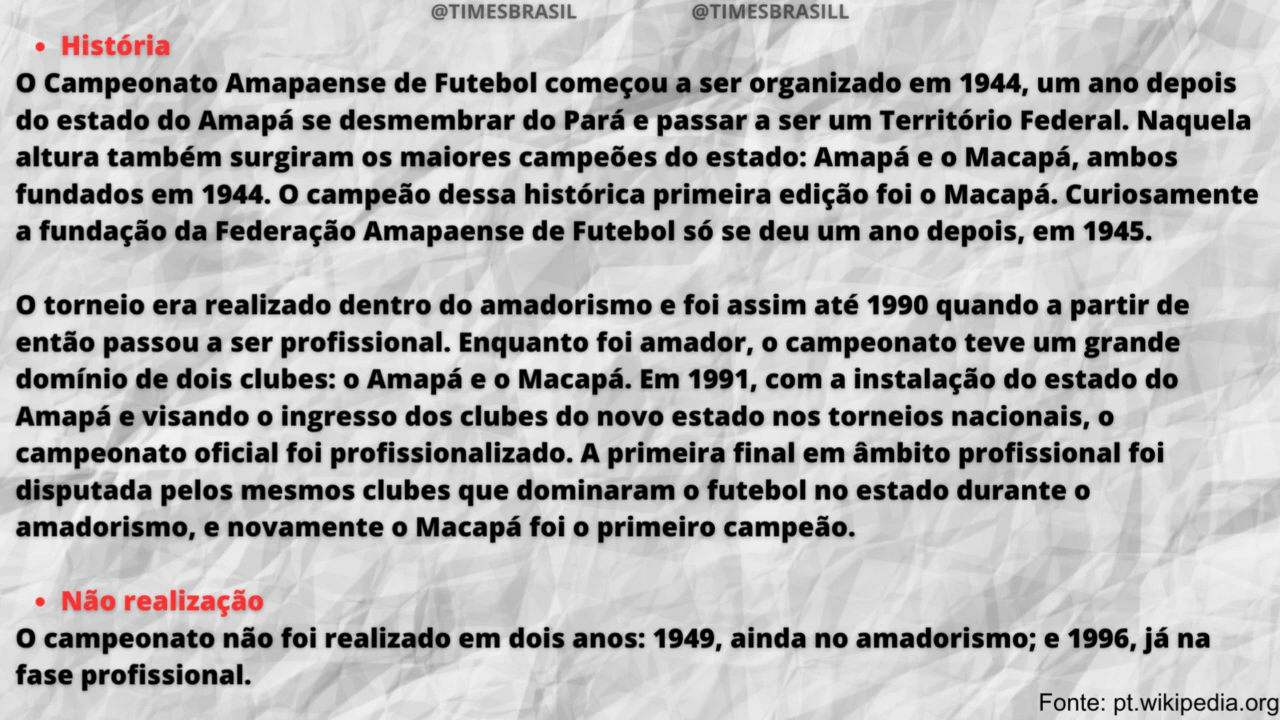 @TIMESBRASIL @TIMESBRASILL
• História
O Campeonato Amapaense de Futebol começou a ser organizado em 1944, um ano depois
do estado do Amapá se desmembrar do Pará e passar a ser um Território Federal. Naquela
altura também surgiram os maiores campeões do estado: Amapá e o Macapá, ambos
fundados em 1944. O campeão dessa histórica primeira edição foi o Macapá. Curiosamente
a fundação da Federação Amapaense de Futebol só se deu um ano depois, em 1945.
O torneio era realizado dentro do amadorismo e foi assim até 1990 quando a partir de
então passou a ser profissional. Enquanto foi amador, o campeonato teve um grande
domínio de dois clubes: o Amapá e o Macapá. Em 1991, com a instalação do estado do
Amapá e visando o ingresso dos clubes do novo estado nos torneios nacionais, o
campeonato oficial foi profissionalizado. A primeira final em âmbito profissional foi
disputada pelos mesmos clubes que dominaram o futebol no estado durante o
amadorismo, e novamente o Macapá foi o primeiro campeão.
• Não realização
O campeonato não foi realizado em dois anos: 1949, ainda no amadorismo; e 1996, já na
fase profissional.
Fonte: pt.wikipedia.org